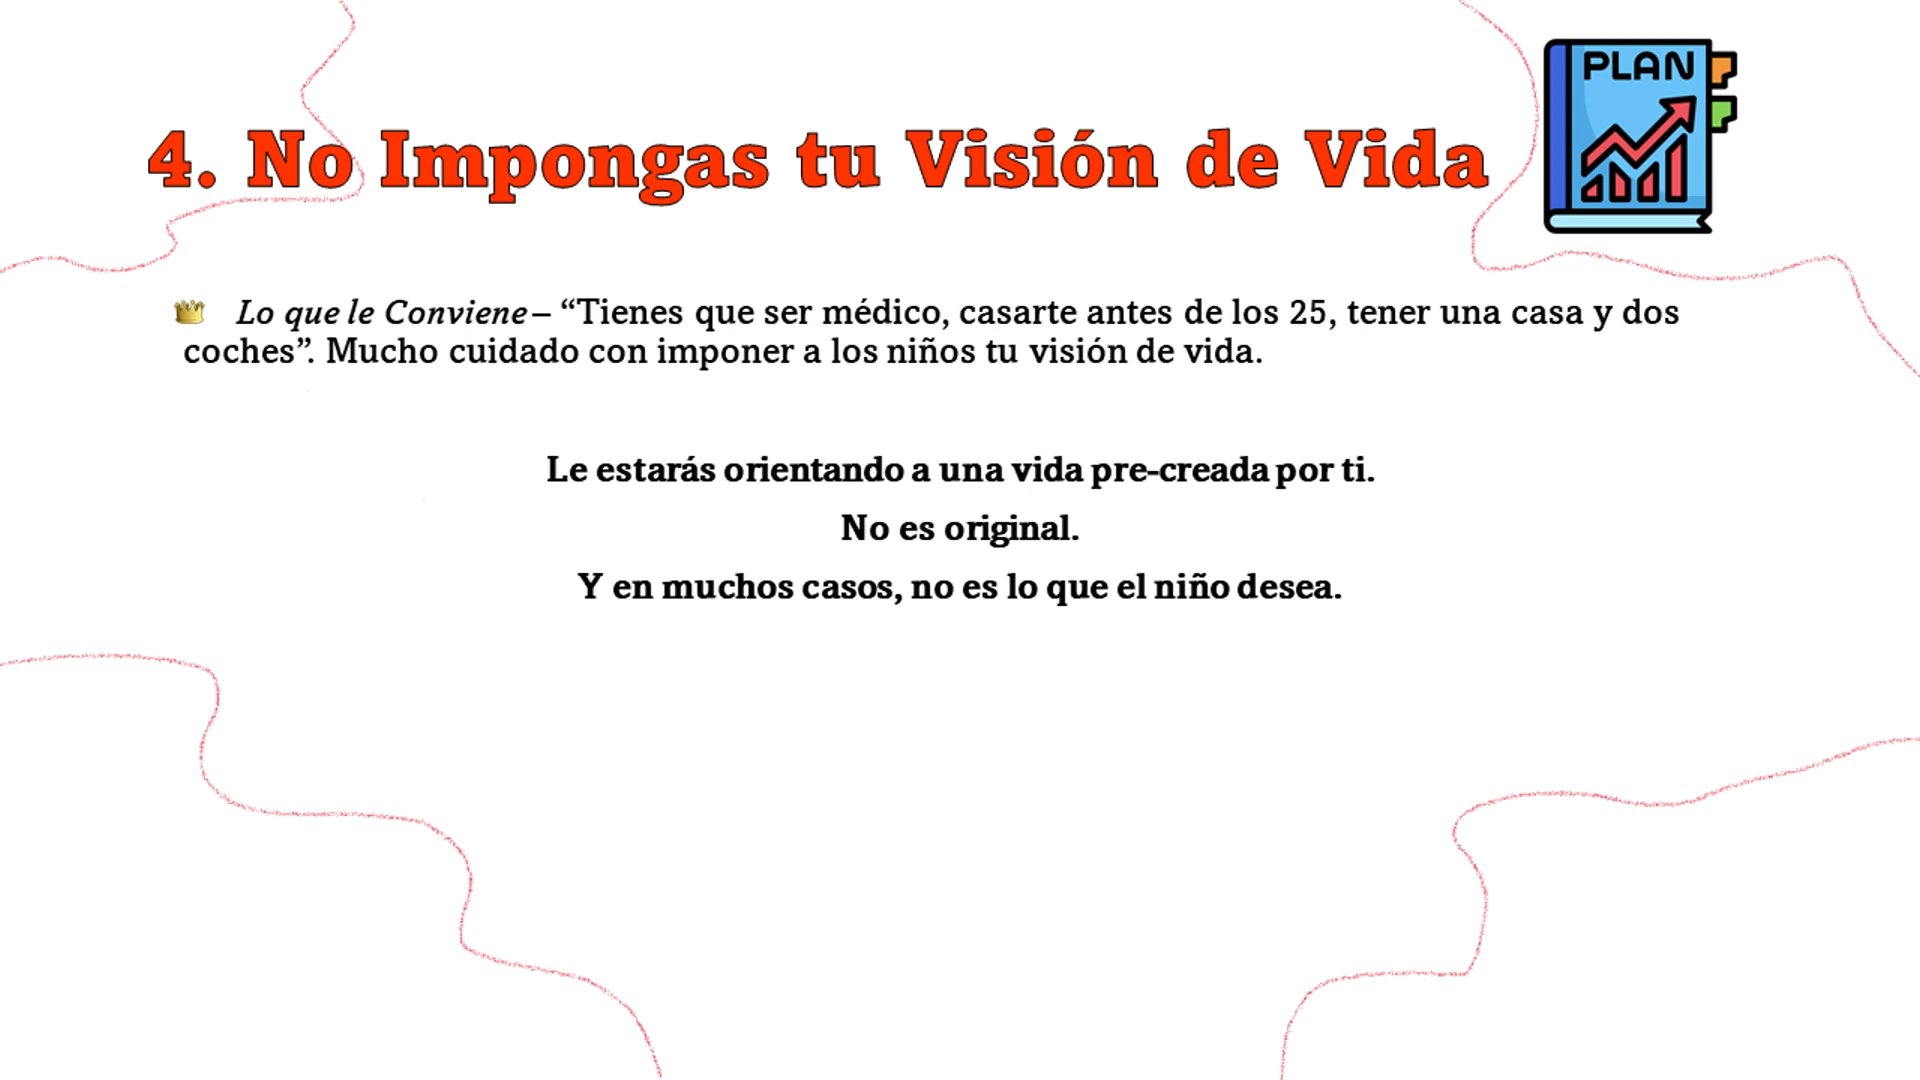 PLAN
4. No Impongas tu Visión de Vida
Lo que le Conviene – “Tienes que ser médico, casarte antes de los 25, tener una casa y dos
coches”. Mucho cuidado con imponer a los niños tu visión de vida.
Le estarás orientando a una vida pre-creada por ti.
No es original.
Y en muchos casos, no es lo que el niño desea.